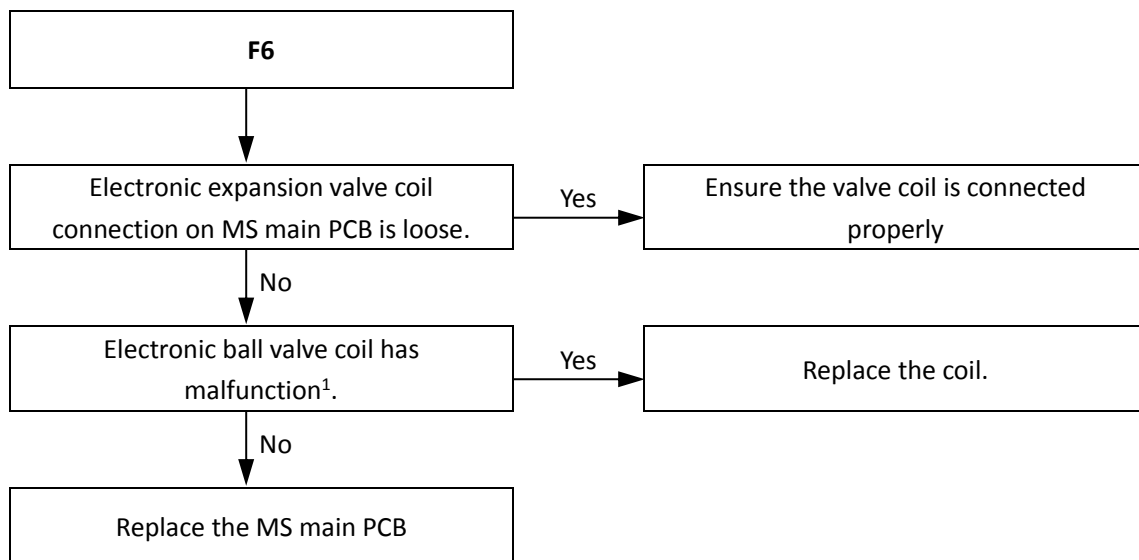 F6
Electronic expansion valve coil
connection on MS main PCB is loose.
Yes
Ensure the valve coil is connected
properly
No
Electronic ball valve coil has
malfunction¹.
Yes
Replace the coil.
No
Replace the MS main PCB